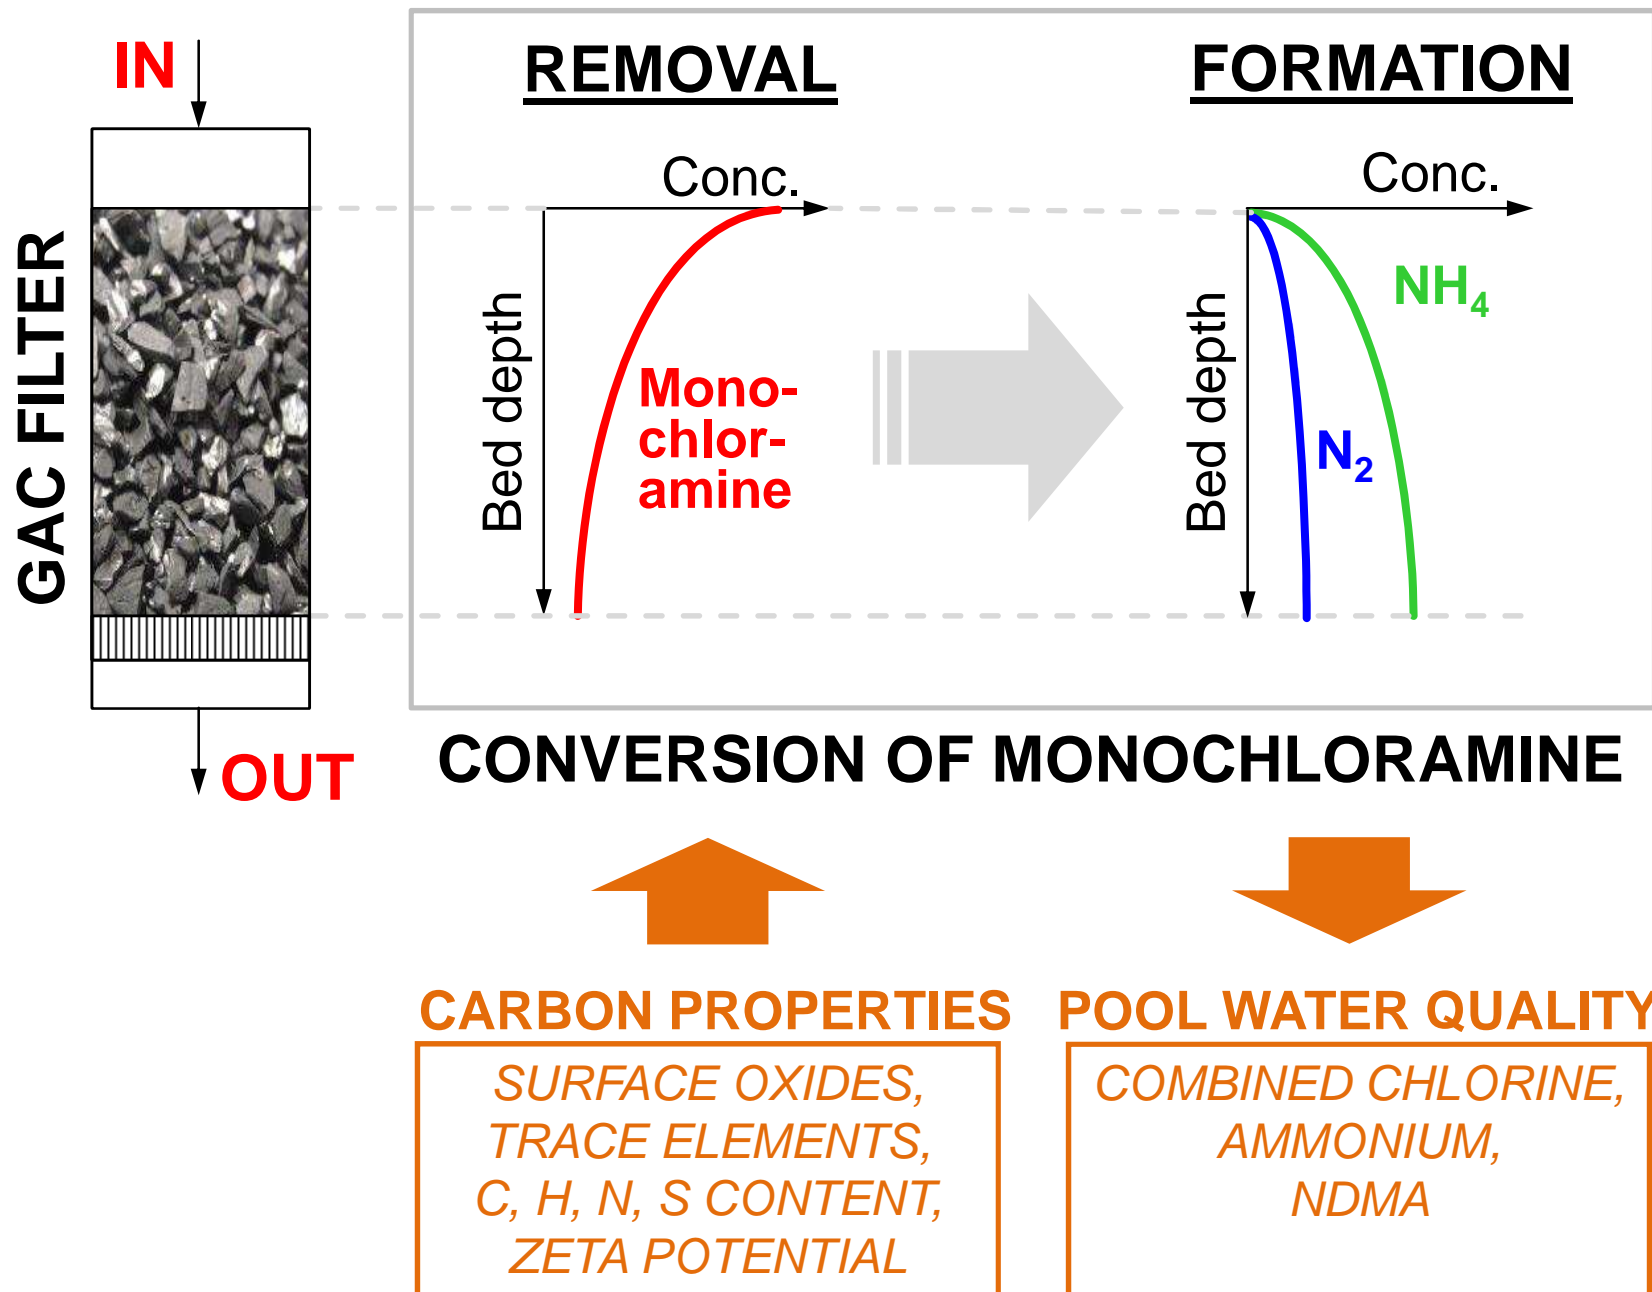 IN
GAC FILTER
OUT
REMOVAL
Conc.
Bed depth
Mono-
chlor-
amine
FORMATION
Conc.
Bed depth
NH4
N2
CONVERSION OF MONOCHLORAMINE
CARBON PROPERTIES
SURFACE OXIDES,
TRACE ELEMENTS,
C, H, N, S CONTENT,
ZETA POTENTIAL
POOL WATER QUALITY
COMBINED CHLORINE,
AMMONIUM,
NDMA